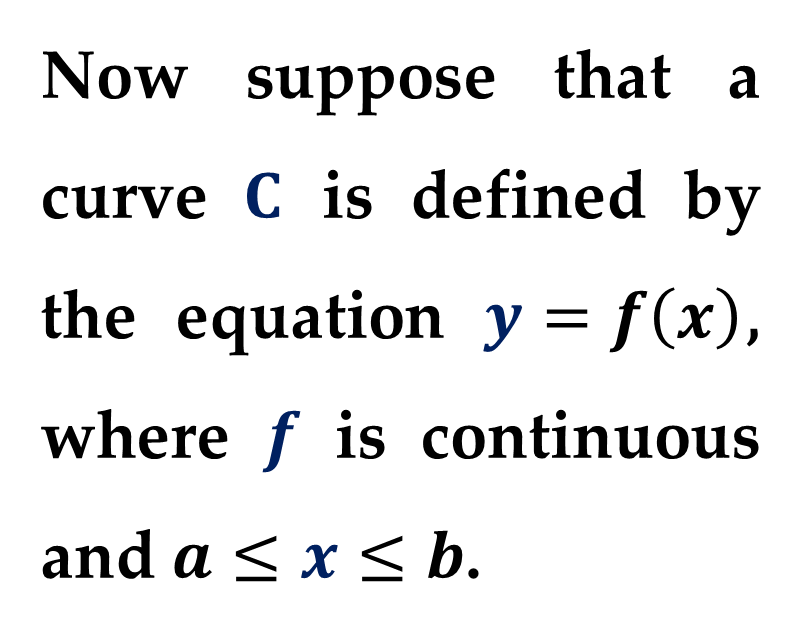 Now suppose that a
curve C is defined by
the equation y = f(x),
where f is continuous
and a ≤ x ≤ b.